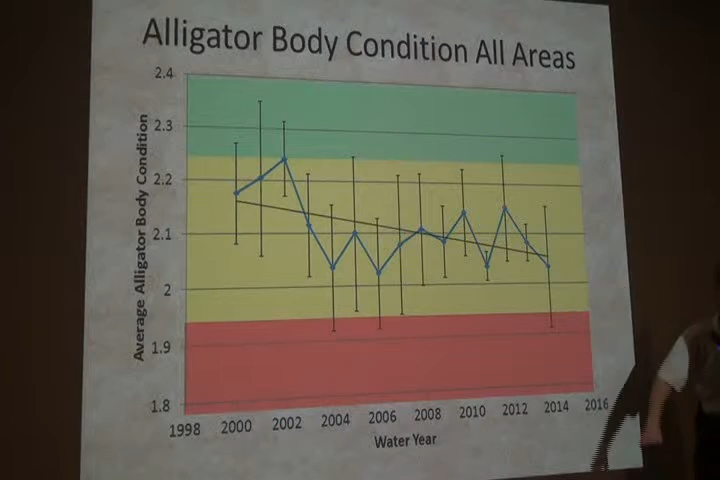 Alligator Body Condition All Areas
Average Alligator Body Condition
2.4
2.3
2.2
2.1
2
1.9
1.8
1998 2000 2002 2004 2006 2008 2010 2012 2014 2016
Water Year